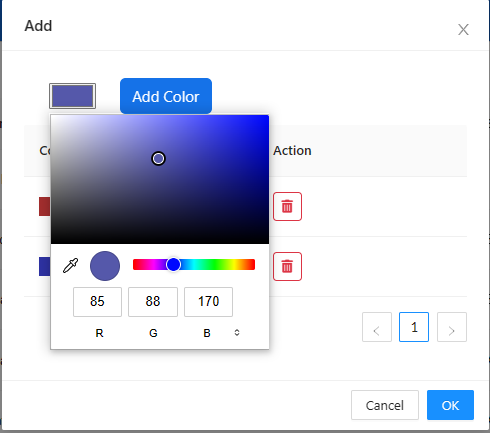 Add
Add Color
Co
Action
85 88 170
R G B
1
Cancel OK